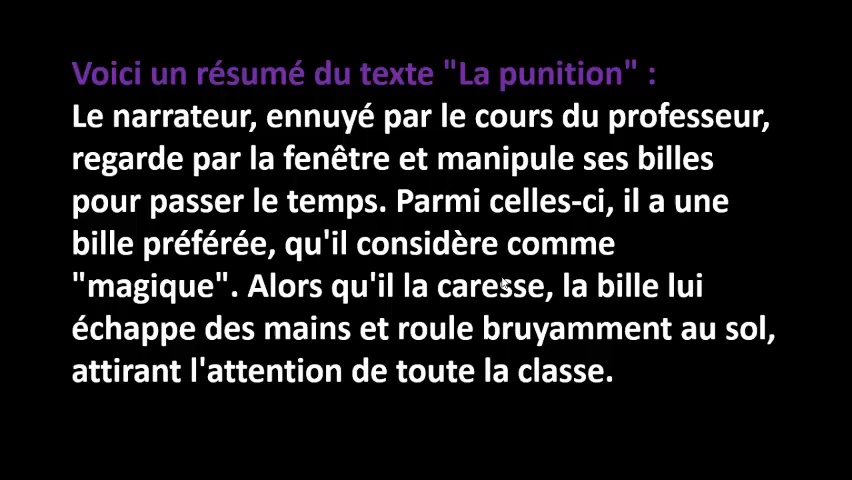 Voici un résumé du texte "La punition" :
Le narrateur, ennuyé par le cours du professeur,
regarde par la fenêtre et manipule ses billes
pour passer le temps. Parmi celles-ci, il a une
bille préférée, qu'il considère comme
"magique". Alors qu'il la caresse, la bille lui
échappe des mains et roule bruyamment au sol,
attirant l'attention de toute la classe.